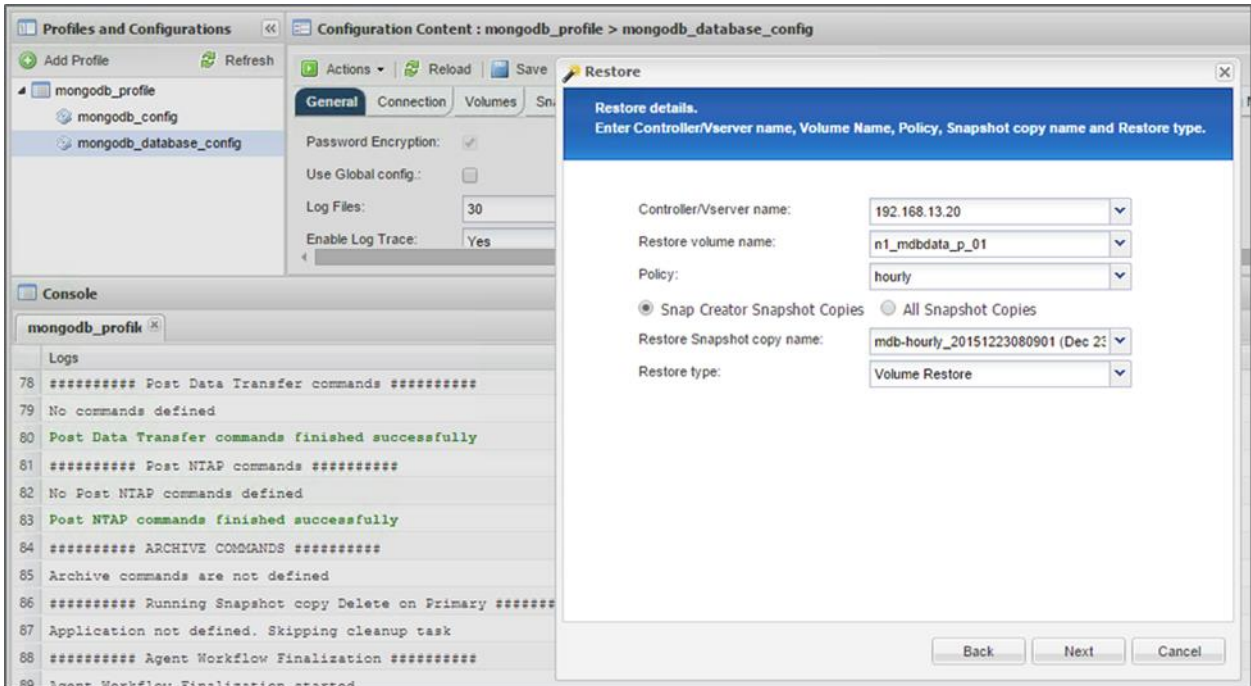 Profiles and Configurations
Configuration Content : mongodb_profile > mongodb_database_config
Add Profile Refresh
Actions Reload Save
mongodb_profile
mongodb_config
mongodb_database_config
General Connection Volumes
Password Encryption:
Use Global config.:
Log Files: 30
Enable Log Trace: Yes
Console
mongodb_profile
Logs
78 ########## Post Data Transfer commands ##########
79 No commands defined
80 Post Data Transfer commands finished successfully
81 ########## Post NTAP commands ##########
82 No Post NTAP commands defined
83 Post NTAP commands finished successfully
84 ########## ARCHIVE COMMANDS ##########
85 Archive commands are not defined
86 ########## Running Snapshot copy Delete on Primary #######
87 Application not defined. Skipping cleanup task
88 ########## Agent Workflow Finalization ##########
89 Agent Workflow Finalization started
Restore
Restore details.
Enter Controller/Vserver name, Volume Name, Policy, Snapshot copy name and Restore type.
Controller/Vserver name: 192.168.13.20
Restore volume name: n1_mdbdata_p_01
Policy: hourly
Snap Creator Snapshot Copies All Snapshot Copies
Restore Snapshot copy name: mdb-hourly_20151223080901 (Dec 23
Restore type: Volume Restore
Back Next Cancel